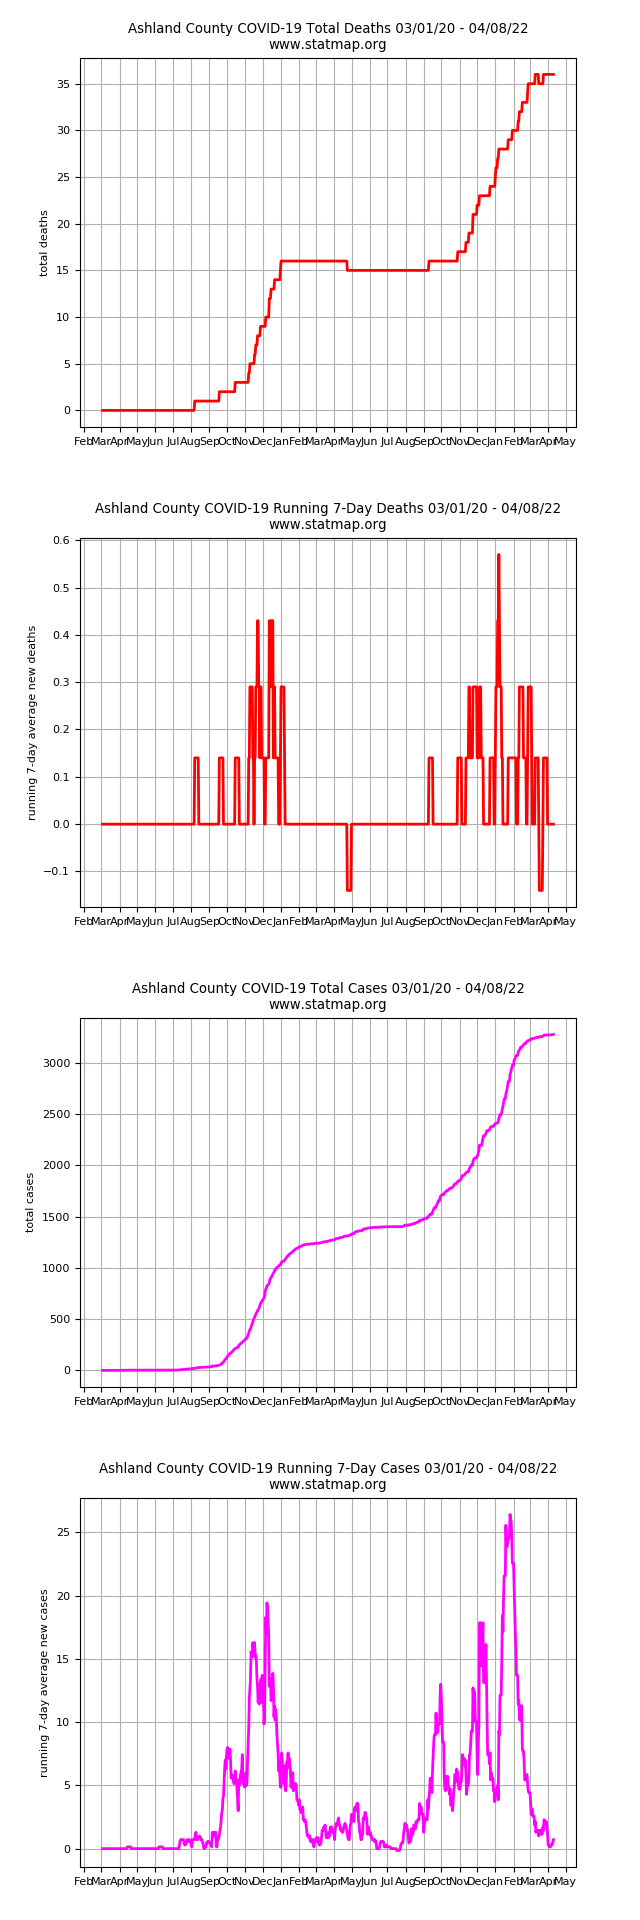 Ashland County COVID-19 Total Deaths 03/01/20 - 04/08/22
www.statmap.org
35
30
25
20
15
10
5
0
total deaths
Feb Mar Apr May Jun Jul Aug Sep Oct Nov Dec Jan Feb Mar Apr May Jun Jul Aug Sep Oct Nov Dec Jan Feb Mar Apr May
Ashland County COVID-19 Running 7-Day Deaths 03/01/20 - 04/08/22
www.statmap.org
0.6
0.5
0.4
0.3
0.2
0.1
0.0
−0.1
running 7-day average new deaths
Feb Mar Apr May Jun Jul Aug Sep Oct Nov Dec Jan Feb Mar Apr May Jun Jul Aug Sep Oct Nov Dec Jan Feb Mar Apr May
Ashland County COVID-19 Total Cases 03/01/20 - 04/08/22
www.statmap.org
3000
2500
2000
1500
1000
500
0
total cases
Feb Mar Apr May Jun Jul Aug Sep Oct Nov Dec Jan Feb Mar Apr May Jun Jul Aug Sep Oct Nov Dec Jan Feb Mar Apr May
Ashland County COVID-19 Running 7-Day Cases 03/01/20 - 04/08/22
www.statmap.org
25
20
15
10
5
0
running 7-day average new cases
Feb Mar Apr May Jun Jul Aug Sep Oct Nov Dec Jan Feb Mar Apr May Jun Jul Aug Sep Oct Nov Dec Jan Feb Mar Apr May